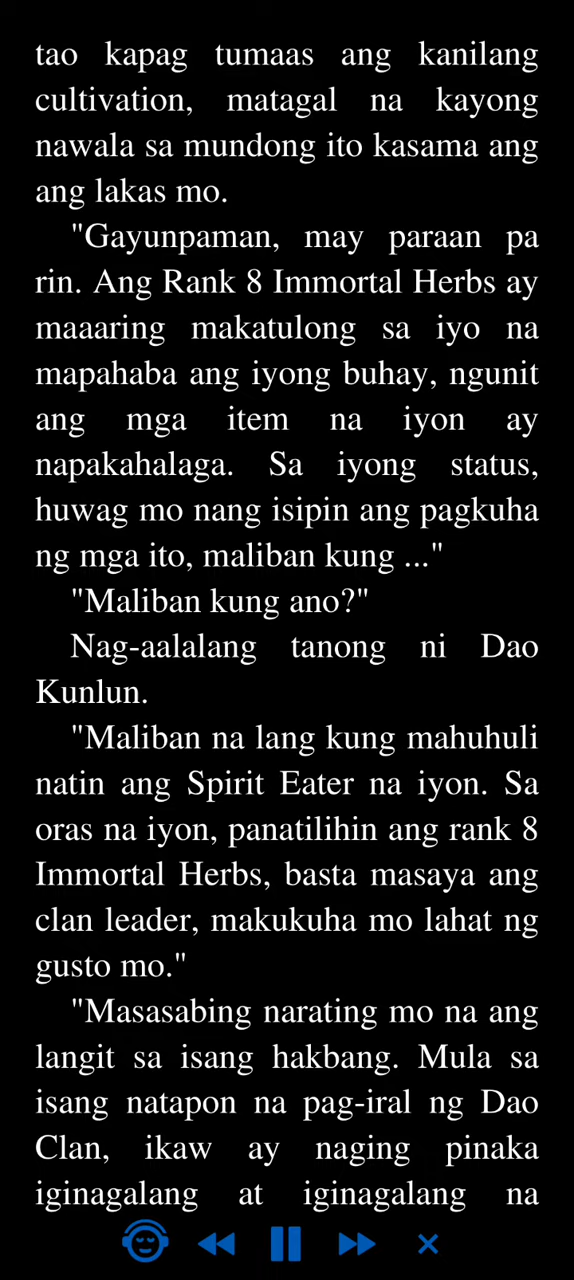 tao kapag tumaas ang kanilang
cultivation, matagal na kayong
nawala sa mundong ito kasama ang
ang lakas mo.
"Gayunpaman, may paraan pa
rin. Ang Rank 8 Immortal Herbs ay
maaaring makatulong sa iyo na
mapahaba ang iyong buhay, ngunit
ang mga item na iyon ay
napakahalaga. Sa iyong status,
huwag mo nang isipin ang pagkuha
ng mga ito, maliban kung ..."
"Maliban kung ano?"
Nag-aalalang tanong ni Dao
Kunlun.
"Maliban na lang kung mahuhuli
natin ang Spirit Eater na iyon. Sa
oras na iyon, panatilihin ang rank 8
Immortal Herbs, basta masaya ang
clan leader, makukuha mo lahat ng
gusto mo."
"Masasabing narating mo na ang
langit sa isang hakbang. Mula sa
isang natapon na pag-iral ng Dao
Clan, ikaw ay naging pinaka
iginagalang at iginagalang na